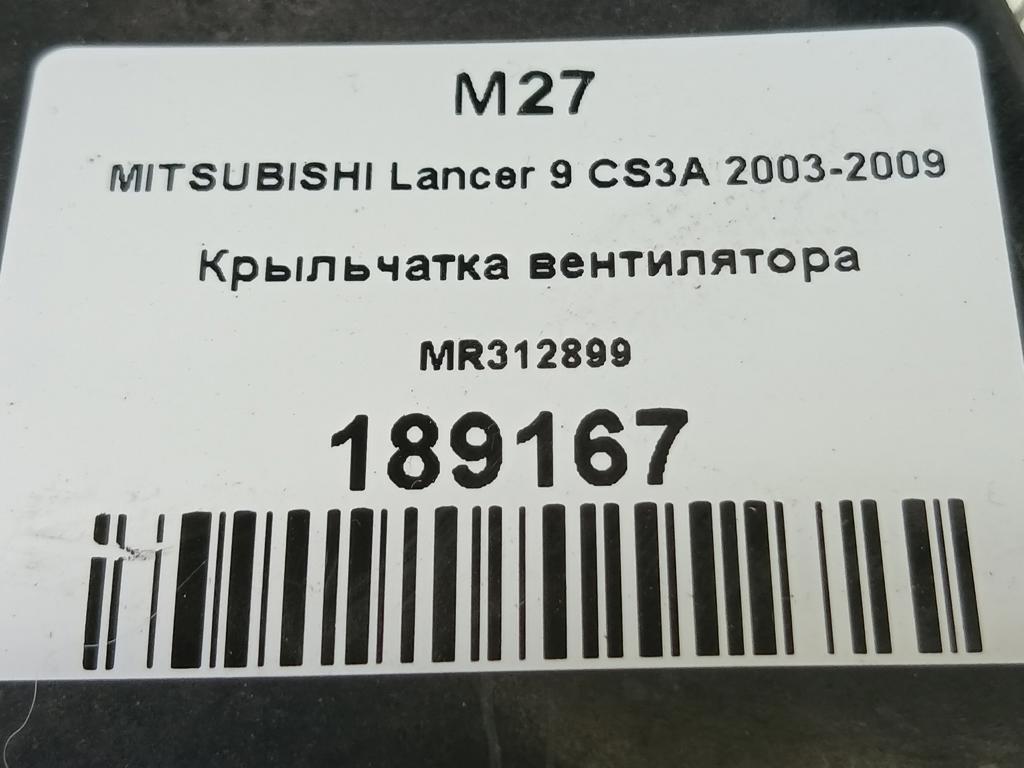 M27
MITSUBISHI Lancer 9 CS3A 2003-2009
Крыльчатка вентилятора
MR312899
189167